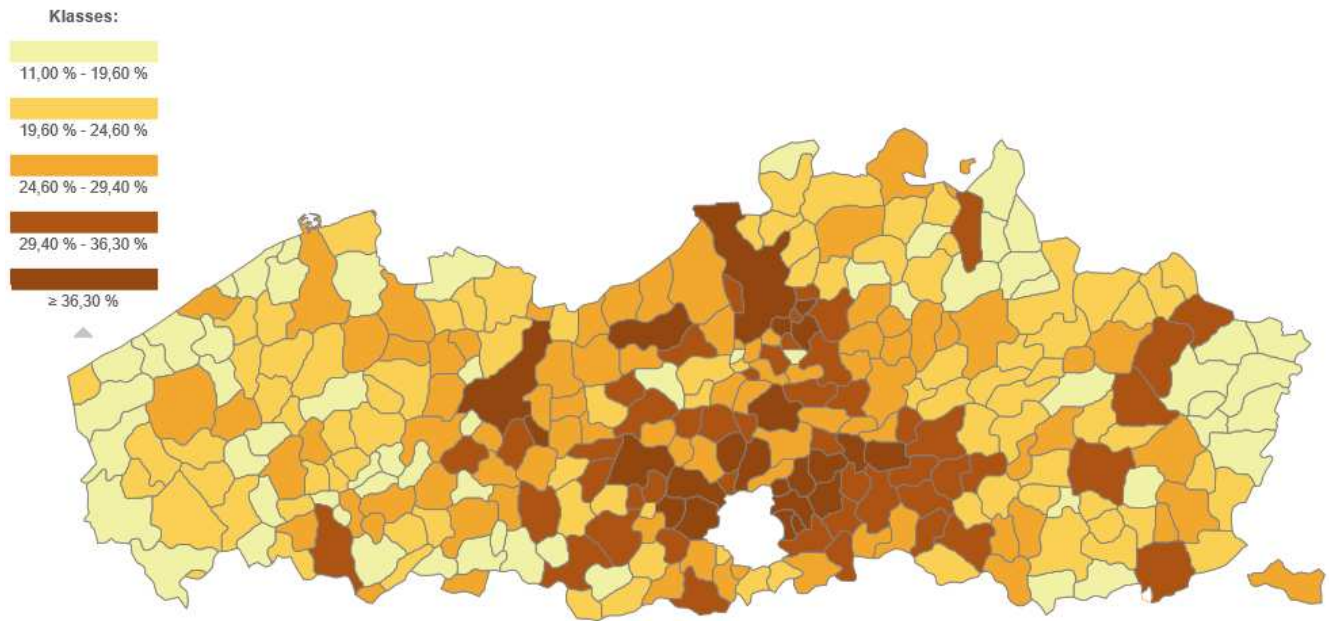 Klasses:
11,00 % - 19,60 %
19,60 % - 24,60 %
24,60 % - 29,40 %
29,40 % - 36,30 %
≥ 36,30 %